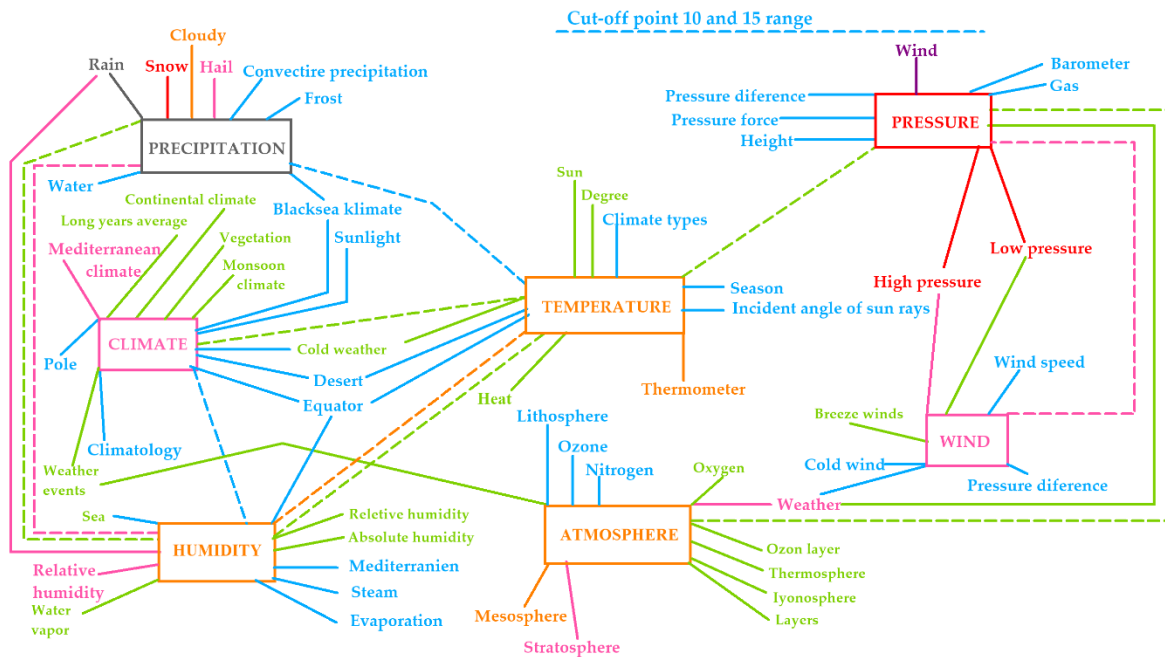 Cut-off point 10 and 15 range
Cloudy
Rain
Snow
Hail
Convectire precipitation
Frost
PRECIPITATION
Water
Blacksea klimate
Sunlight
Continental climate
Long years average
Vegetation
Mediterranean
climate
Monsoon
climate
CLIMATE
Pole
Cold weather
Desert
Equator
Climatology
Weather
events
Sun
Degree
Climate types
TEMPERATURE
Season
Incident angle of sun rays
Heat
Thermometer
Wind
Barometer
Gas
Pressure diference
Pressure force
Height
PRESSURE
Low pressure
High pressure
Wind speed
Breeze winds
WIND
Cold wind
Pressure diference
Weather
Lithosphere
Ozone
Nitrogen
Oxygen
ATMOSPHERE
Ozon layer
Thermosphere
Iyonosphere
Layers
Mesosphere
Stratosphere
Sea
HUMIDITY
Reletive humidity
Absolute humidity
Mediterranien
Steam
Evaporation
Relative
humidity
Water
vapor